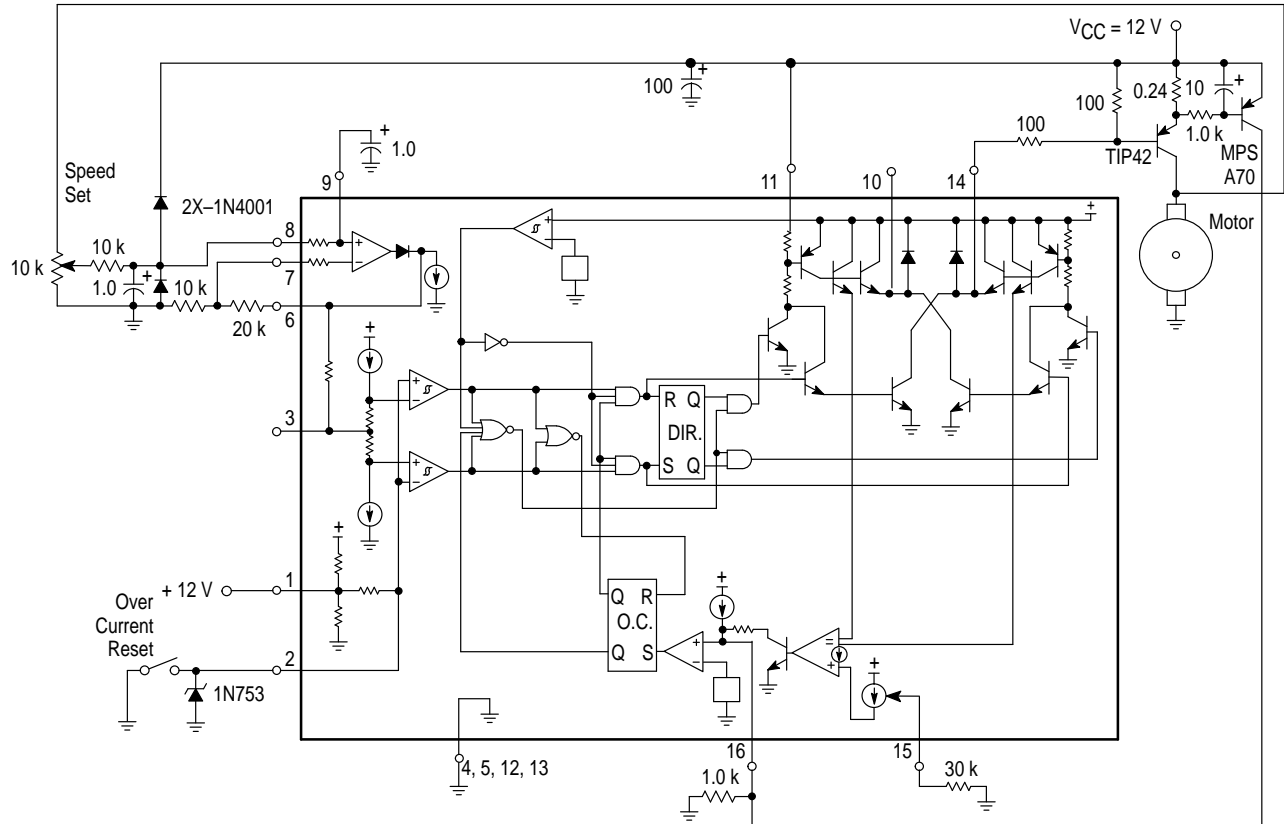 V_CC = 12 V
100
+
0.24
10
+
100
1.0 k
TIP42
MPS
A70
100
+
1.0
Speed
Set
9
11
10
14
Motor
2X–1N4001
8
+
–
7
+
+
10 k
10 k
+
1.0
10 k
20 k
6
+
+
–
3
R Q
DIR.
S Q
+
–
+
+ 12 V
1
Over
Current
Reset
2
1N753
Q R
O.C.
Q S
+
+
–
=
+
+
4, 5, 12, 13
16
15
1.0 k
30 k